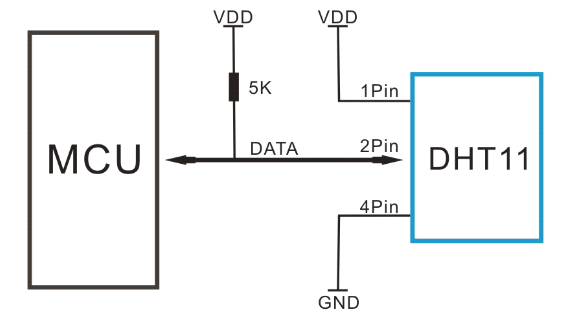 VDD
VDD
5K
1Pin
MCU
DATA
2Pin
DHT11
4Pin
GND